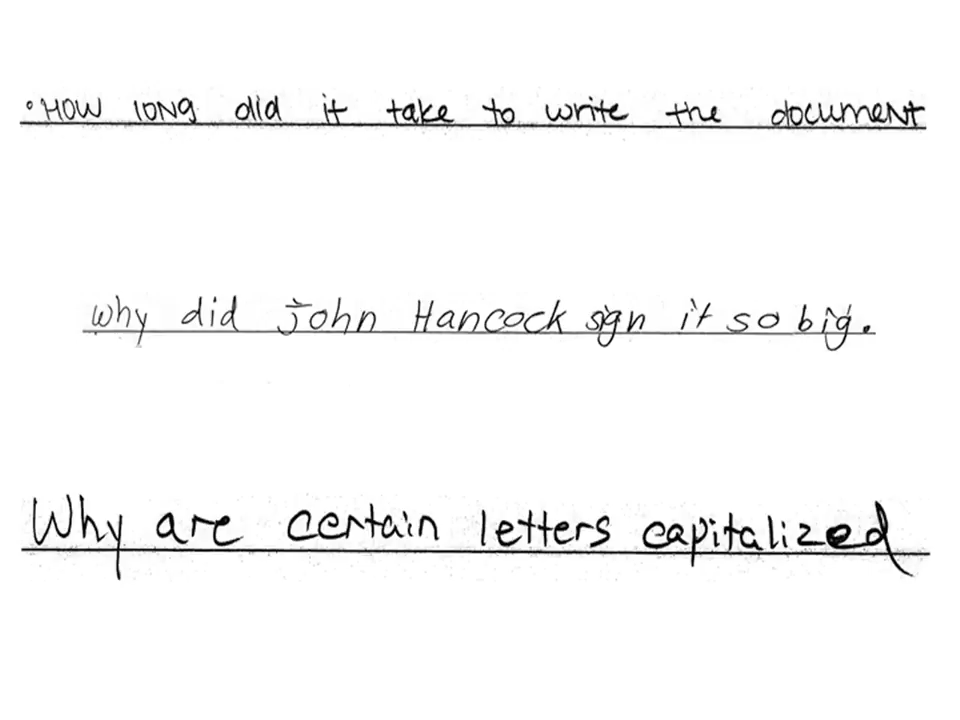 • How long did it take to write the document
why did john Hancock sign it so big.
Why are certain letters capitalized